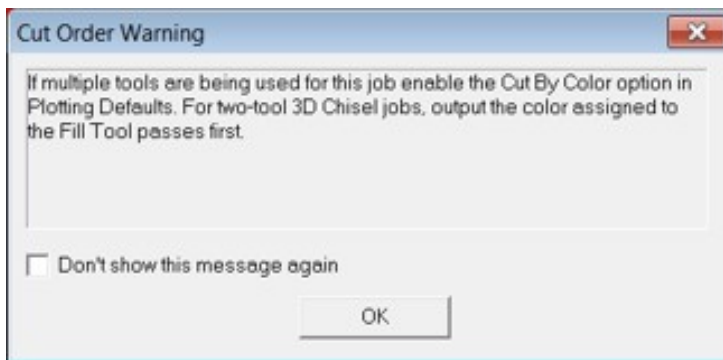 Cut Order Warning
If multiple tools are being used for this job enable the Cut By Color option in
Plotting Defaults. For two-tool 3D Chisel jobs, output the color assigned to
the Fill Tool passes first.
Don't show this message again
OK